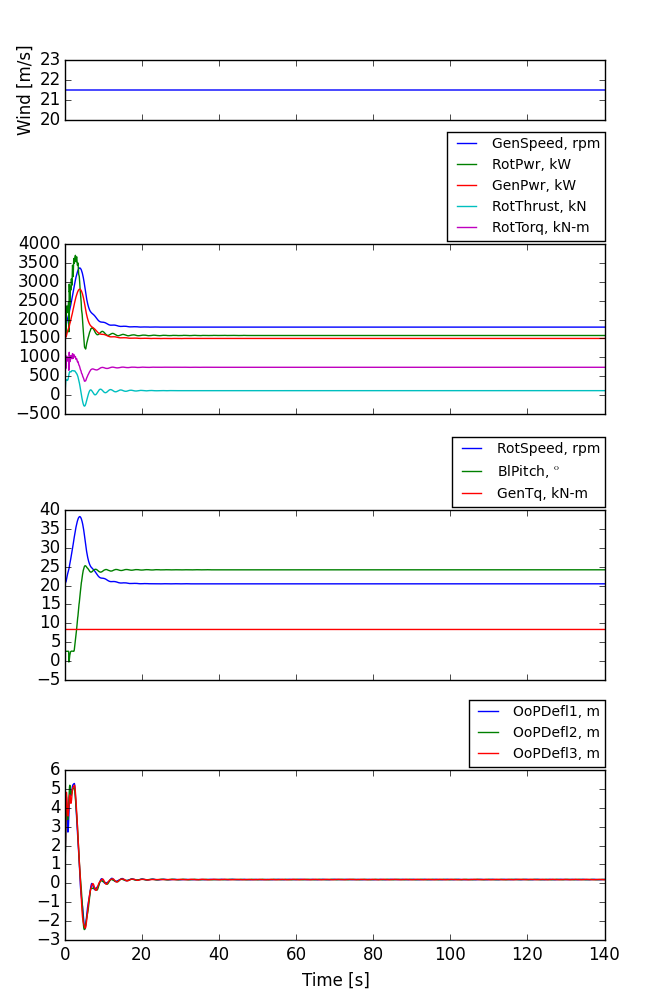 Wind [m/s]
23
22
21
20
GenSpeed, rpm
RotPwr, kW
GenPwr, kW
RotThrust, kN
RotTorq, kN-m
4000
3500
3000
2500
2000
1500
1000
500
0
−500
RotSpeed, rpm
BlPitch, °
GenTq, kN-m
40
35
30
25
20
15
10
5
0
−5
OoPDefl1, m
OoPDefl2, m
OoPDefl3, m
6
5
4
3
2
1
0
−1
−2
−3
0 20 40 60 80 100 120 140
Time [s]